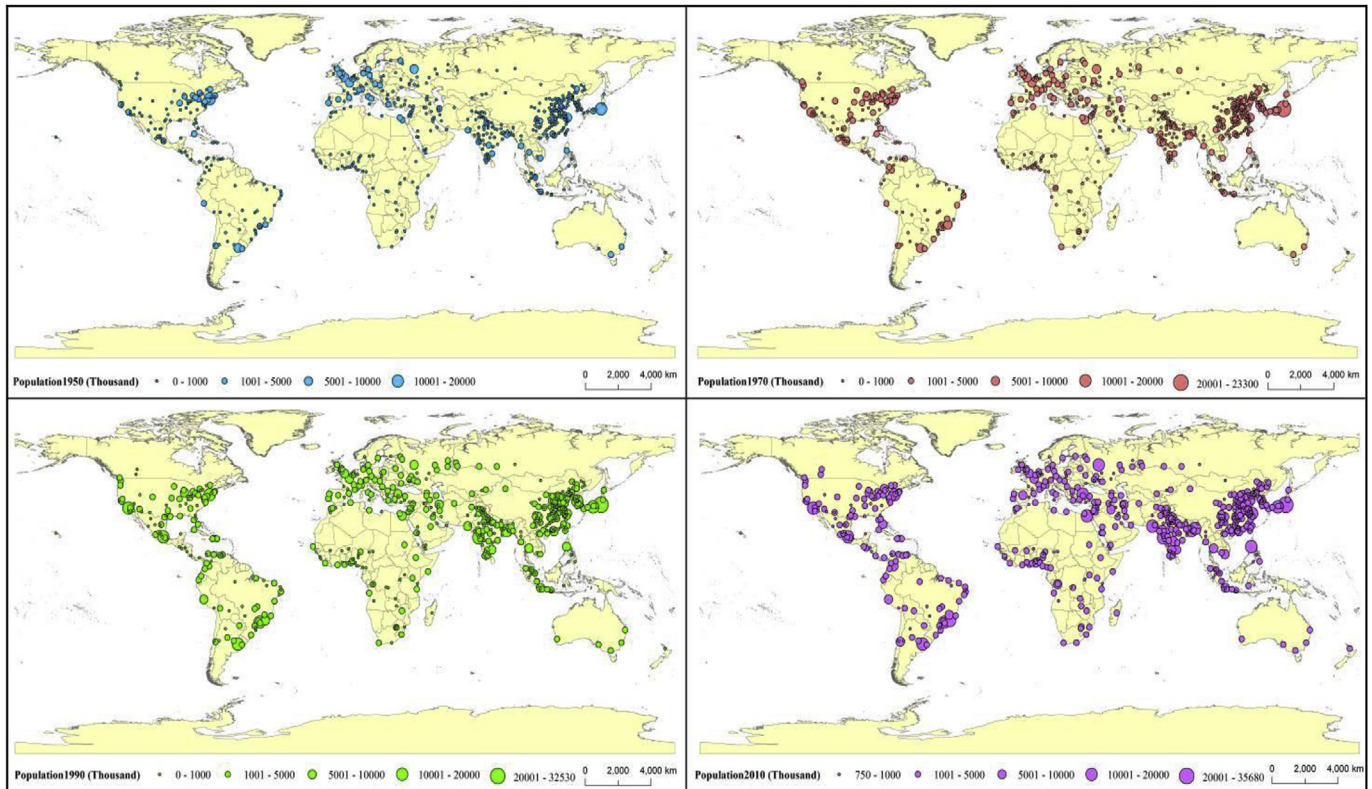 Population1950 (Thousand) 0 - 1000 1001 - 5000 5001 - 10000 10001 - 20000 0 2,000 4,000 km
Population1970 (Thousand) 0 - 1000 1001 - 5000 5001 - 10000 10001 - 20000 20001 - 23300 0 2,000 4,000 km
Population1990 (Thousand) 0 - 1000 1001 - 5000 5001 - 10000 10001 - 20000 20001 - 32530 0 2,000 4,000 km
Population2010 (Thousand) 750 - 1000 1001 - 5000 5001 - 10000 10001 - 20000 20001 - 35680 0 2,000 4,000 km